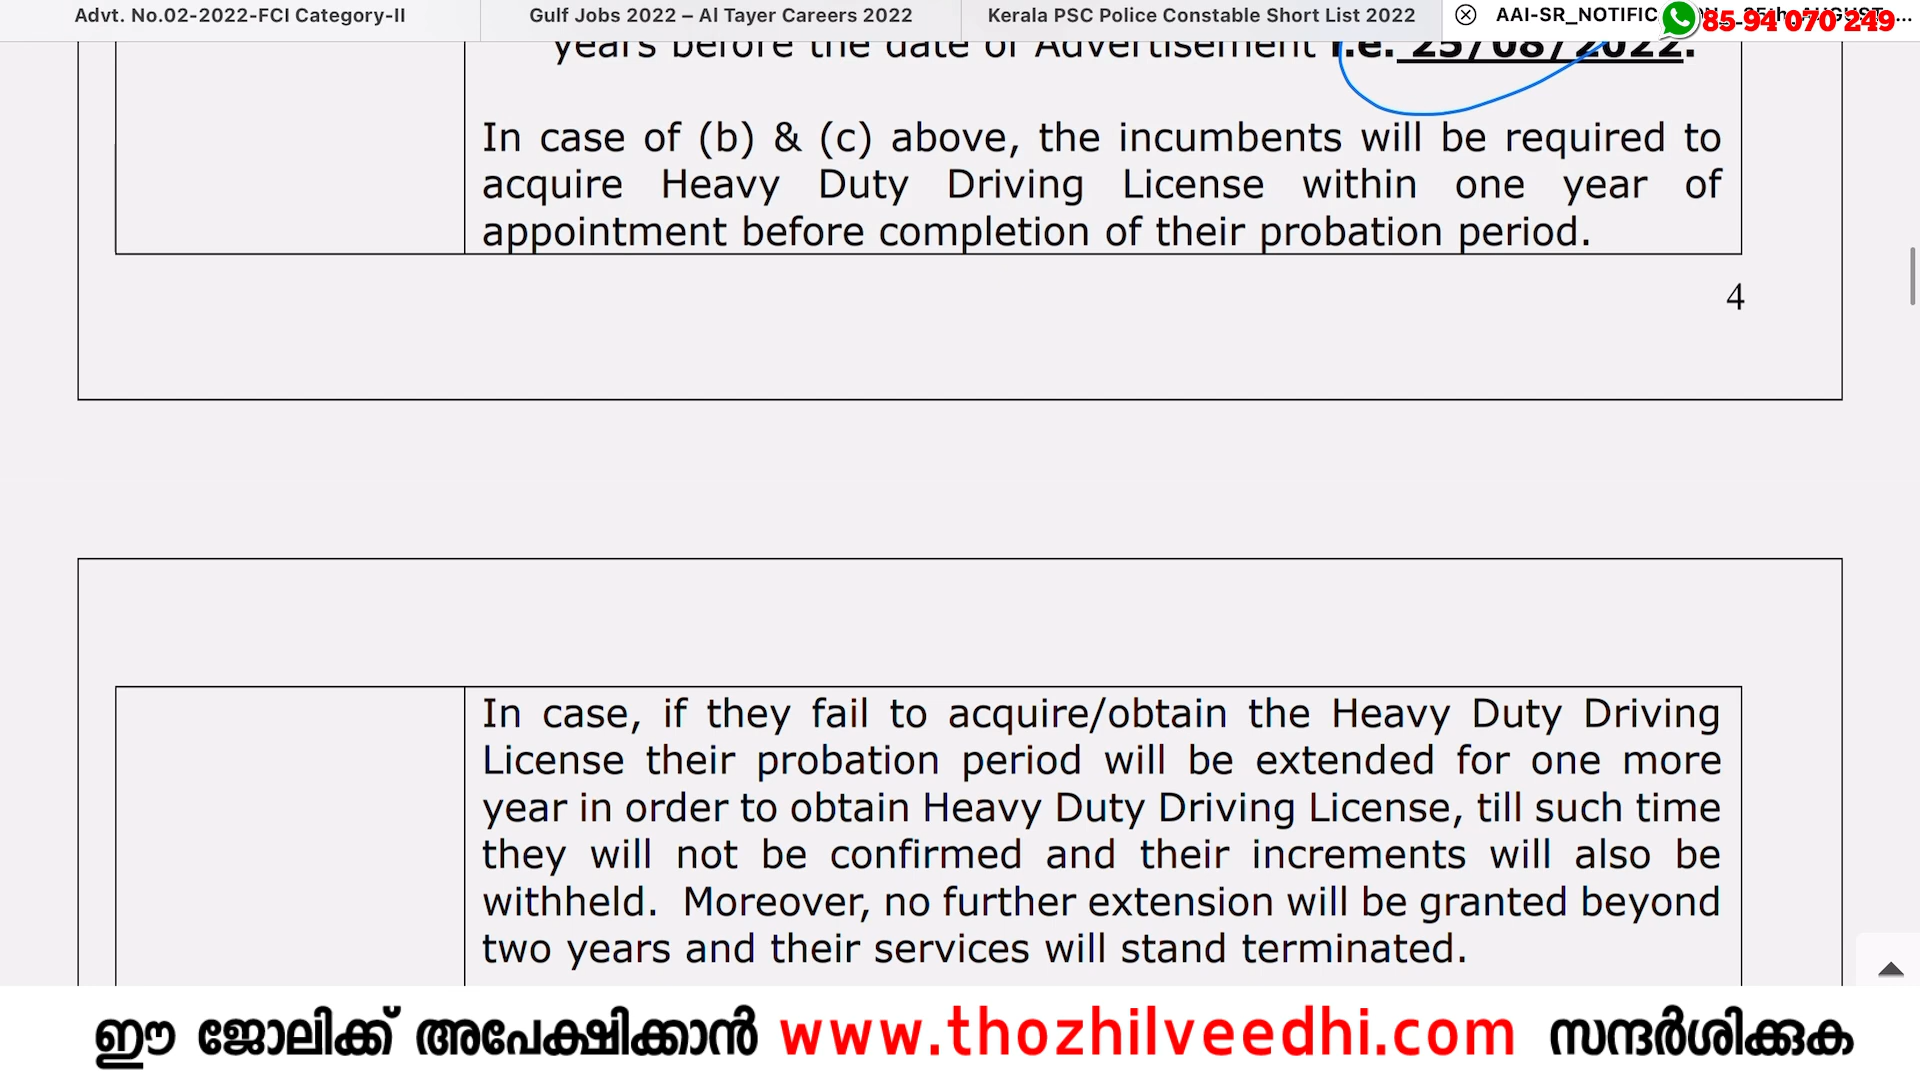 Advt. No.02-2022-FCI Category-II
Gulf Jobs 2022 – Al Tayer Careers 2022
Kerala PSC Police Constable Short List 2022
AAI-SR_NOTIFIC
85 94 070 249
years before the date of Advertisement i.e. 25/08/2022.
In case of (b) & (c) above, the incumbents will be required to
acquire Heavy Duty Driving License within one year of
appointment before completion of their probation period.
4
In case, if they fail to acquire/obtain the Heavy Duty Driving
License their probation period will be extended for one more
year in order to obtain Heavy Duty Driving License, till such time
they will not be confirmed and their increments will also be
withheld. Moreover, no further extension will be granted beyond
two years and their services will stand terminated.
ഈ ജോലിക്ക് അപേക്ഷിക്കാൻ www.thozhilveedhi.com സന്ദർശിക്കുക